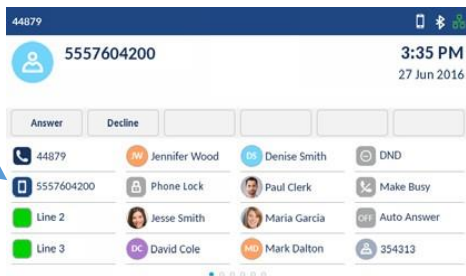 44879
5557604200
3:35 PM
27 Jun 2016
Answer Decline
44879 JW Jennifer Wood DS Denise Smith DND
5557604200 Phone Lock Paul Clerk Make Busy
Line 2 Jesse Smith Maria Garcia OFF Auto Answer
Line 3 DC David Cole MD Mark Dalton 354313